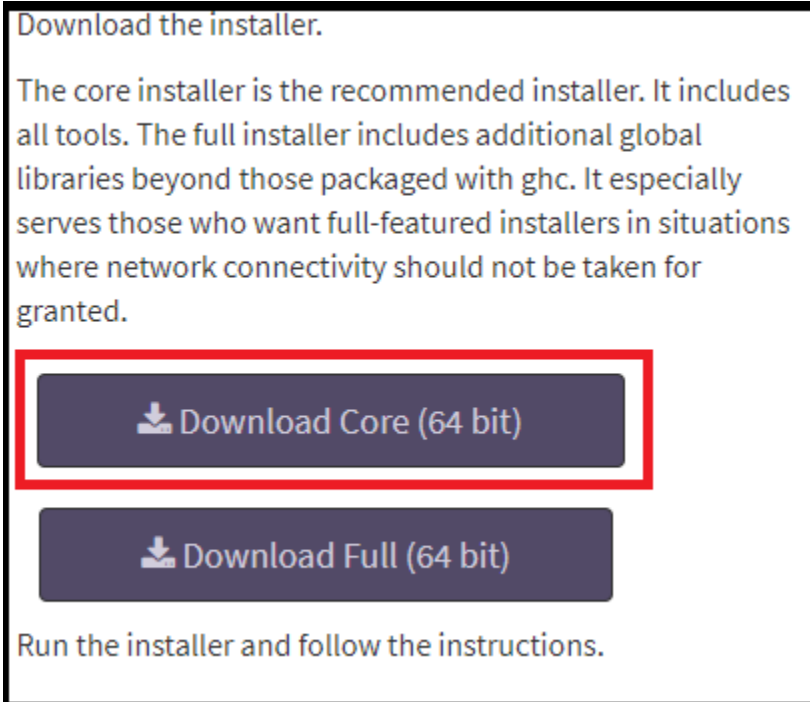 Download the installer.
The core installer is the recommended installer. It includes
all tools. The full installer includes additional global
libraries beyond those packaged with ghc. It especially
serves those who want full-featured installers in situations
where network connectivity should not be taken for
granted.
Download Core (64 bit)
Download Full (64 bit)
Run the installer and follow the instructions.